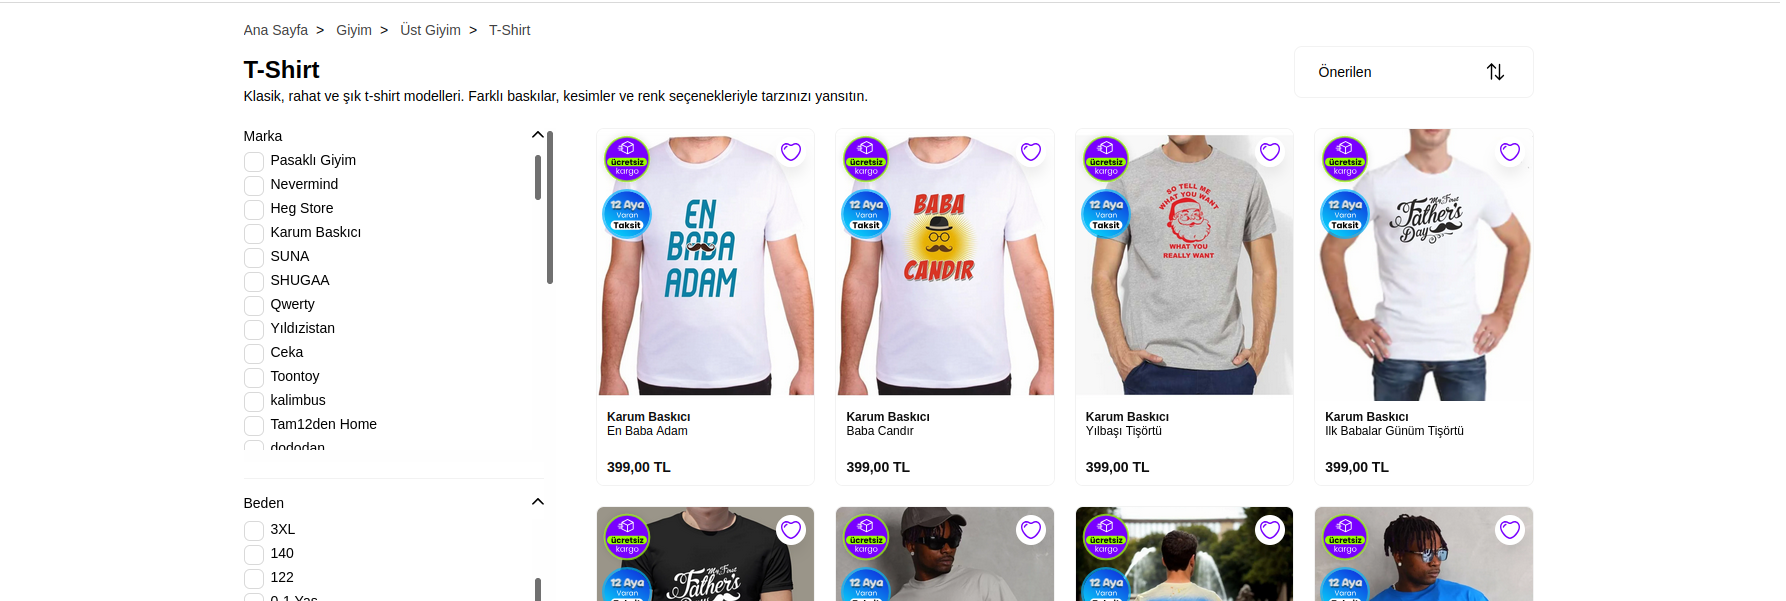 Ana Sayfa > Giyim > Üst Giyim > T-Shirt
T-Shirt
Klasik, rahat ve şık t-shirt modelleri. Farklı baskılar, kesimler ve renk seçenekleriyle tarzınızı yansıtın.
Önerilen
Marka
Pasaklı Giyim
Nevermind
Heg Store
Karum Baskıcı
SUNA
SHUGAA
Qwerty
Yıldızistan
Ceka
Toontoy
kalimbus
Tam12den Home
dododan
Beden
3XL
140
122
0-1 Yaş
ücretsiz
kargo
12 Aya
Varan
Taksit
EN
BABA
ADAM
Karum Baskıcı
En Baba Adam
399,00 TL
ücretsiz
kargo
12 Aya
Varan
Taksit
BABA
CANDIR
Karum Baskıcı
Baba Candır
399,00 TL
ücretsiz
kargo
12 Aya
Varan
Taksit
SO TELL ME
WHAT YOU WANT
WHAT YOU
REALLY WANT
Karum Baskıcı
Yılbaşı Tişörtü
399,00 TL
ücretsiz
kargo
12 Aya
Varan
Taksit
My First
Father's
Day
Karum Baskıcı
Ilk Babalar Günüm Tişörtü
399,00 TL
ücretsiz
kargo
12 Aya
Varan
My First
Father's
ücretsiz
kargo
12 Aya
Varan
ücretsiz
kargo
12 Aya
Varan
ücretsiz
kargo
12 Aya
Varan